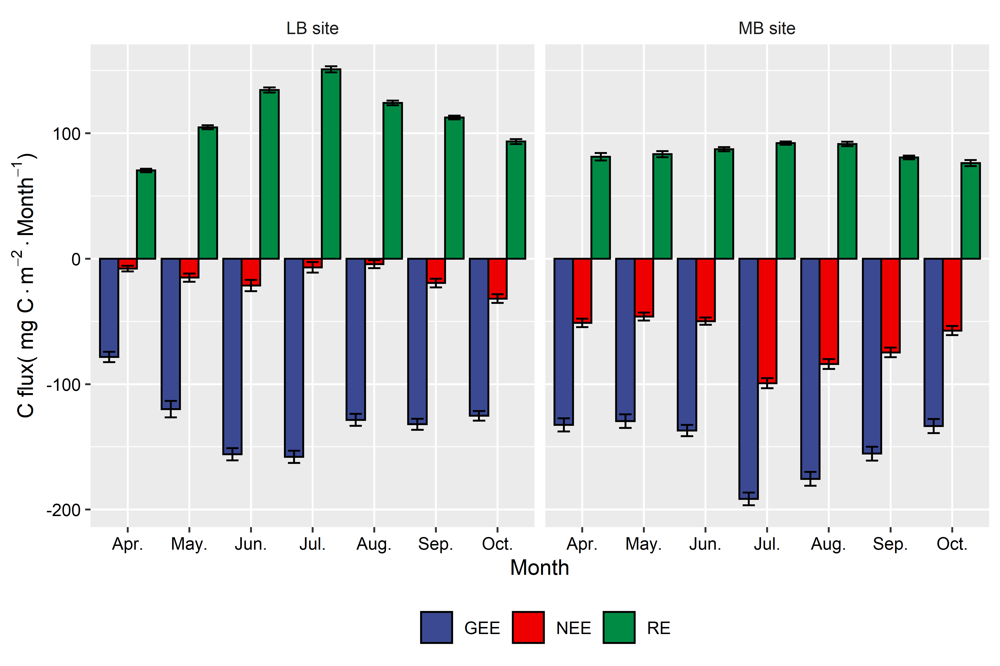 LB site MB site
C flux( mg C · m⁻² · Month⁻¹)
100
0
-100
-200
Apr. May. Jun. Jul. Aug. Sep. Oct. Apr. May. Jun. Jul. Aug. Sep. Oct.
Month
GEE NEE RE